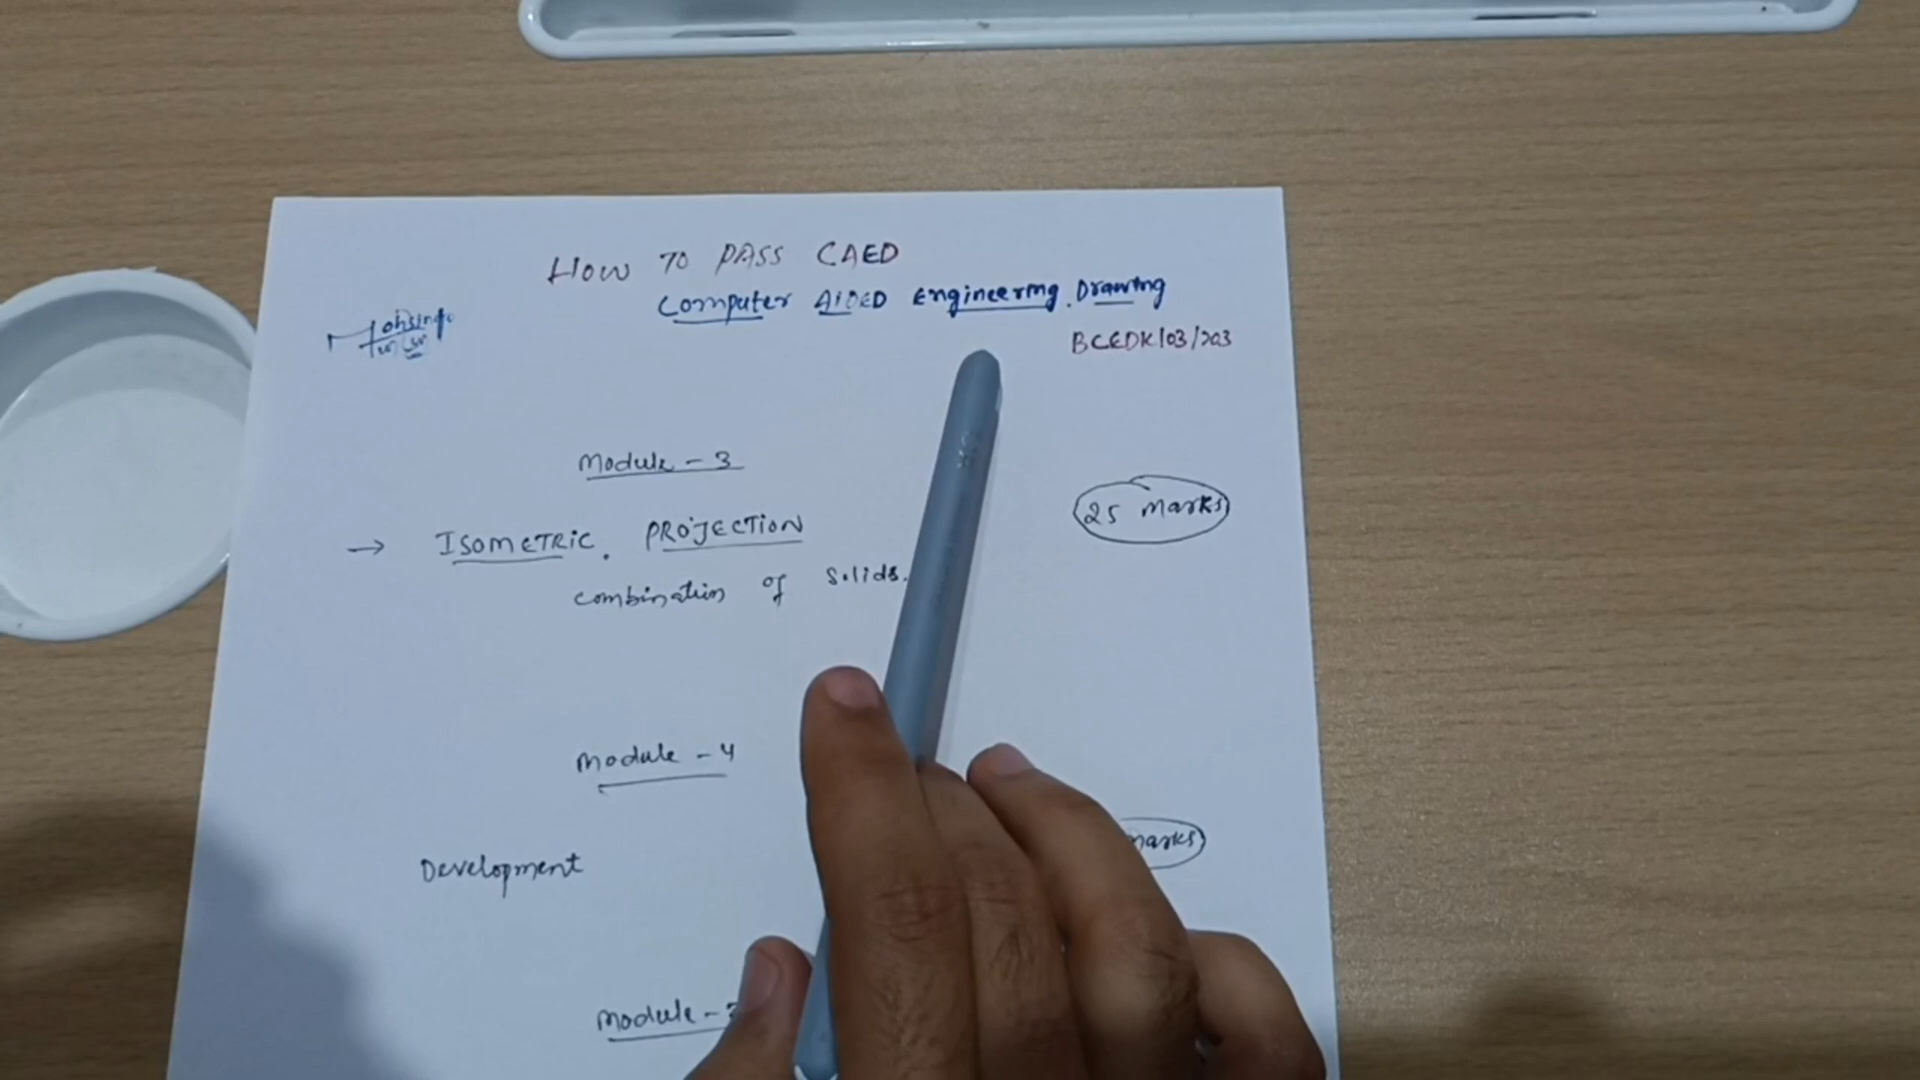 HOW TO PASS CAED
Computer AIDED Engineering Drawing
BCEDK103/203
Module - 3
25 Marks
→ ISOMETRIC PROJECTION
combination of Solids.
Module - 4
marks
Development
Module -